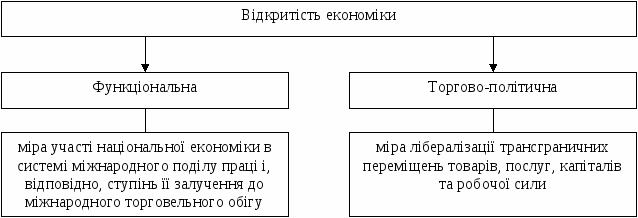 Відкритість економіки
Функціональна
Торгово-політична
міра участі національної економіки в
системі міжнародного поділу праці і,
відповідно, ступінь її залучення до
міжнародного торговельного обігу
міра лібералізації трансграничних
переміщень товарів, послуг, капіталів
та робочої сили